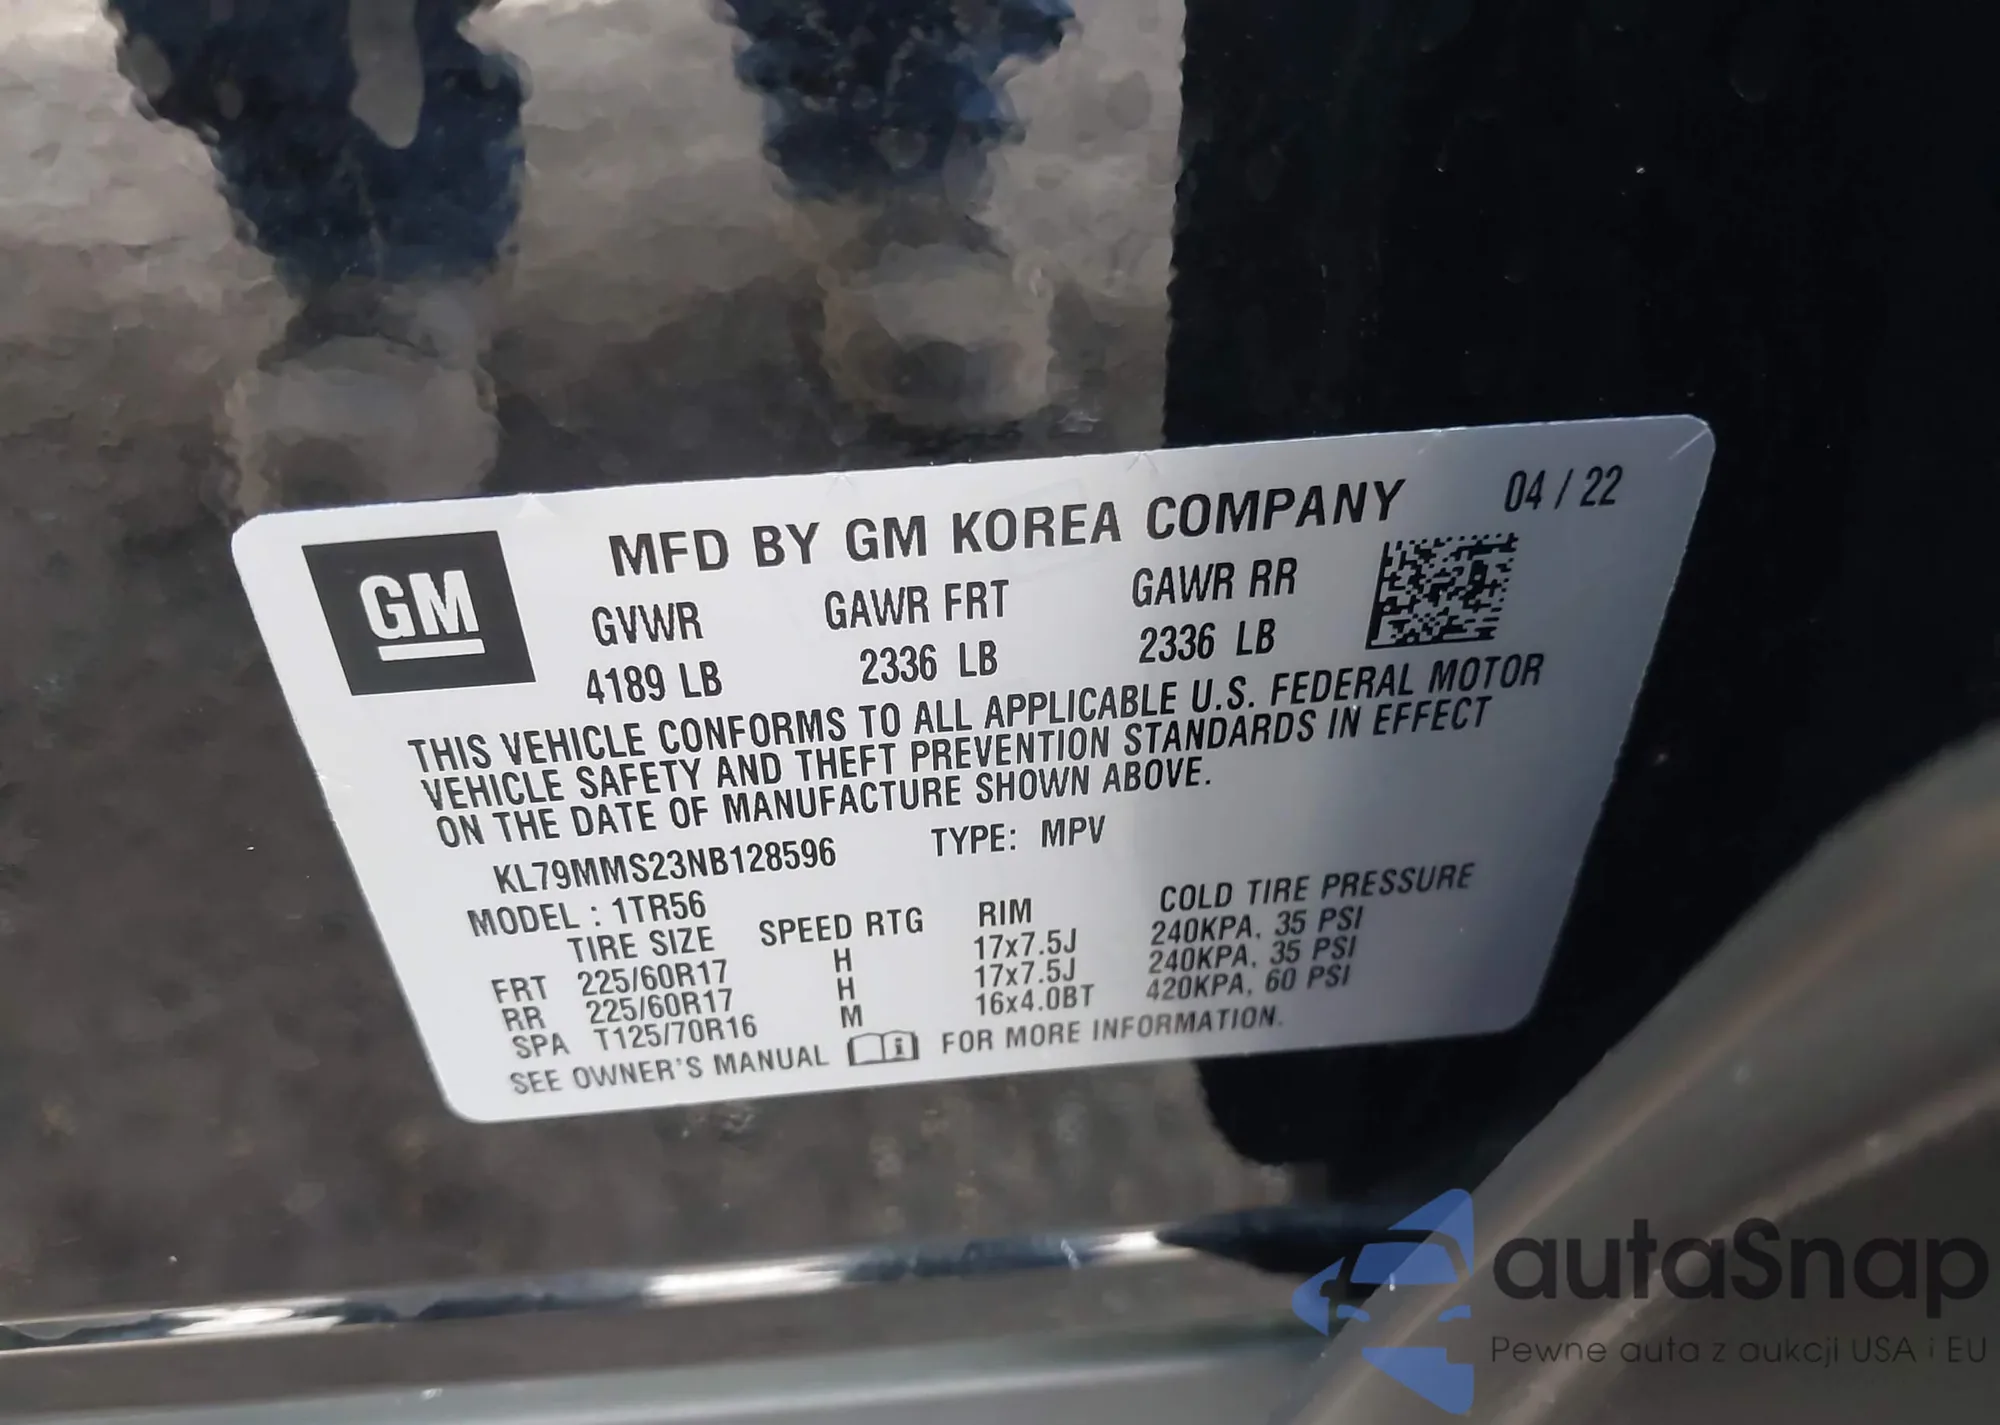 MFD BY GM KOREA COMPANY 04 / 22
GM
GVWR GAWR FRT GAWR RR
4189 LB 2336 LB 2336 LB
THIS VEHICLE CONFORMS TO ALL APPLICABLE U.S. FEDERAL MOTOR
VEHICLE SAFETY AND THEFT PREVENTION STANDARDS IN EFFECT
ON THE DATE OF MANUFACTURE SHOWN ABOVE.
KL79MMS23NB128596 TYPE: MPV
MODEL : 1TR56
TIRE SIZE SPEED RTG RIM COLD TIRE PRESSURE
FRT 225/60R17 H 17x7.5J 240KPA, 35 PSI
RR 225/60R17 H 17x7.5J 240KPA, 35 PSI
SPA T125/70R16 M 16x4.0BT 420KPA, 60 PSI
SEE OWNER'S MANUAL i FOR MORE INFORMATION.
autaSnap
Pewne auta z aukcji USA i EU